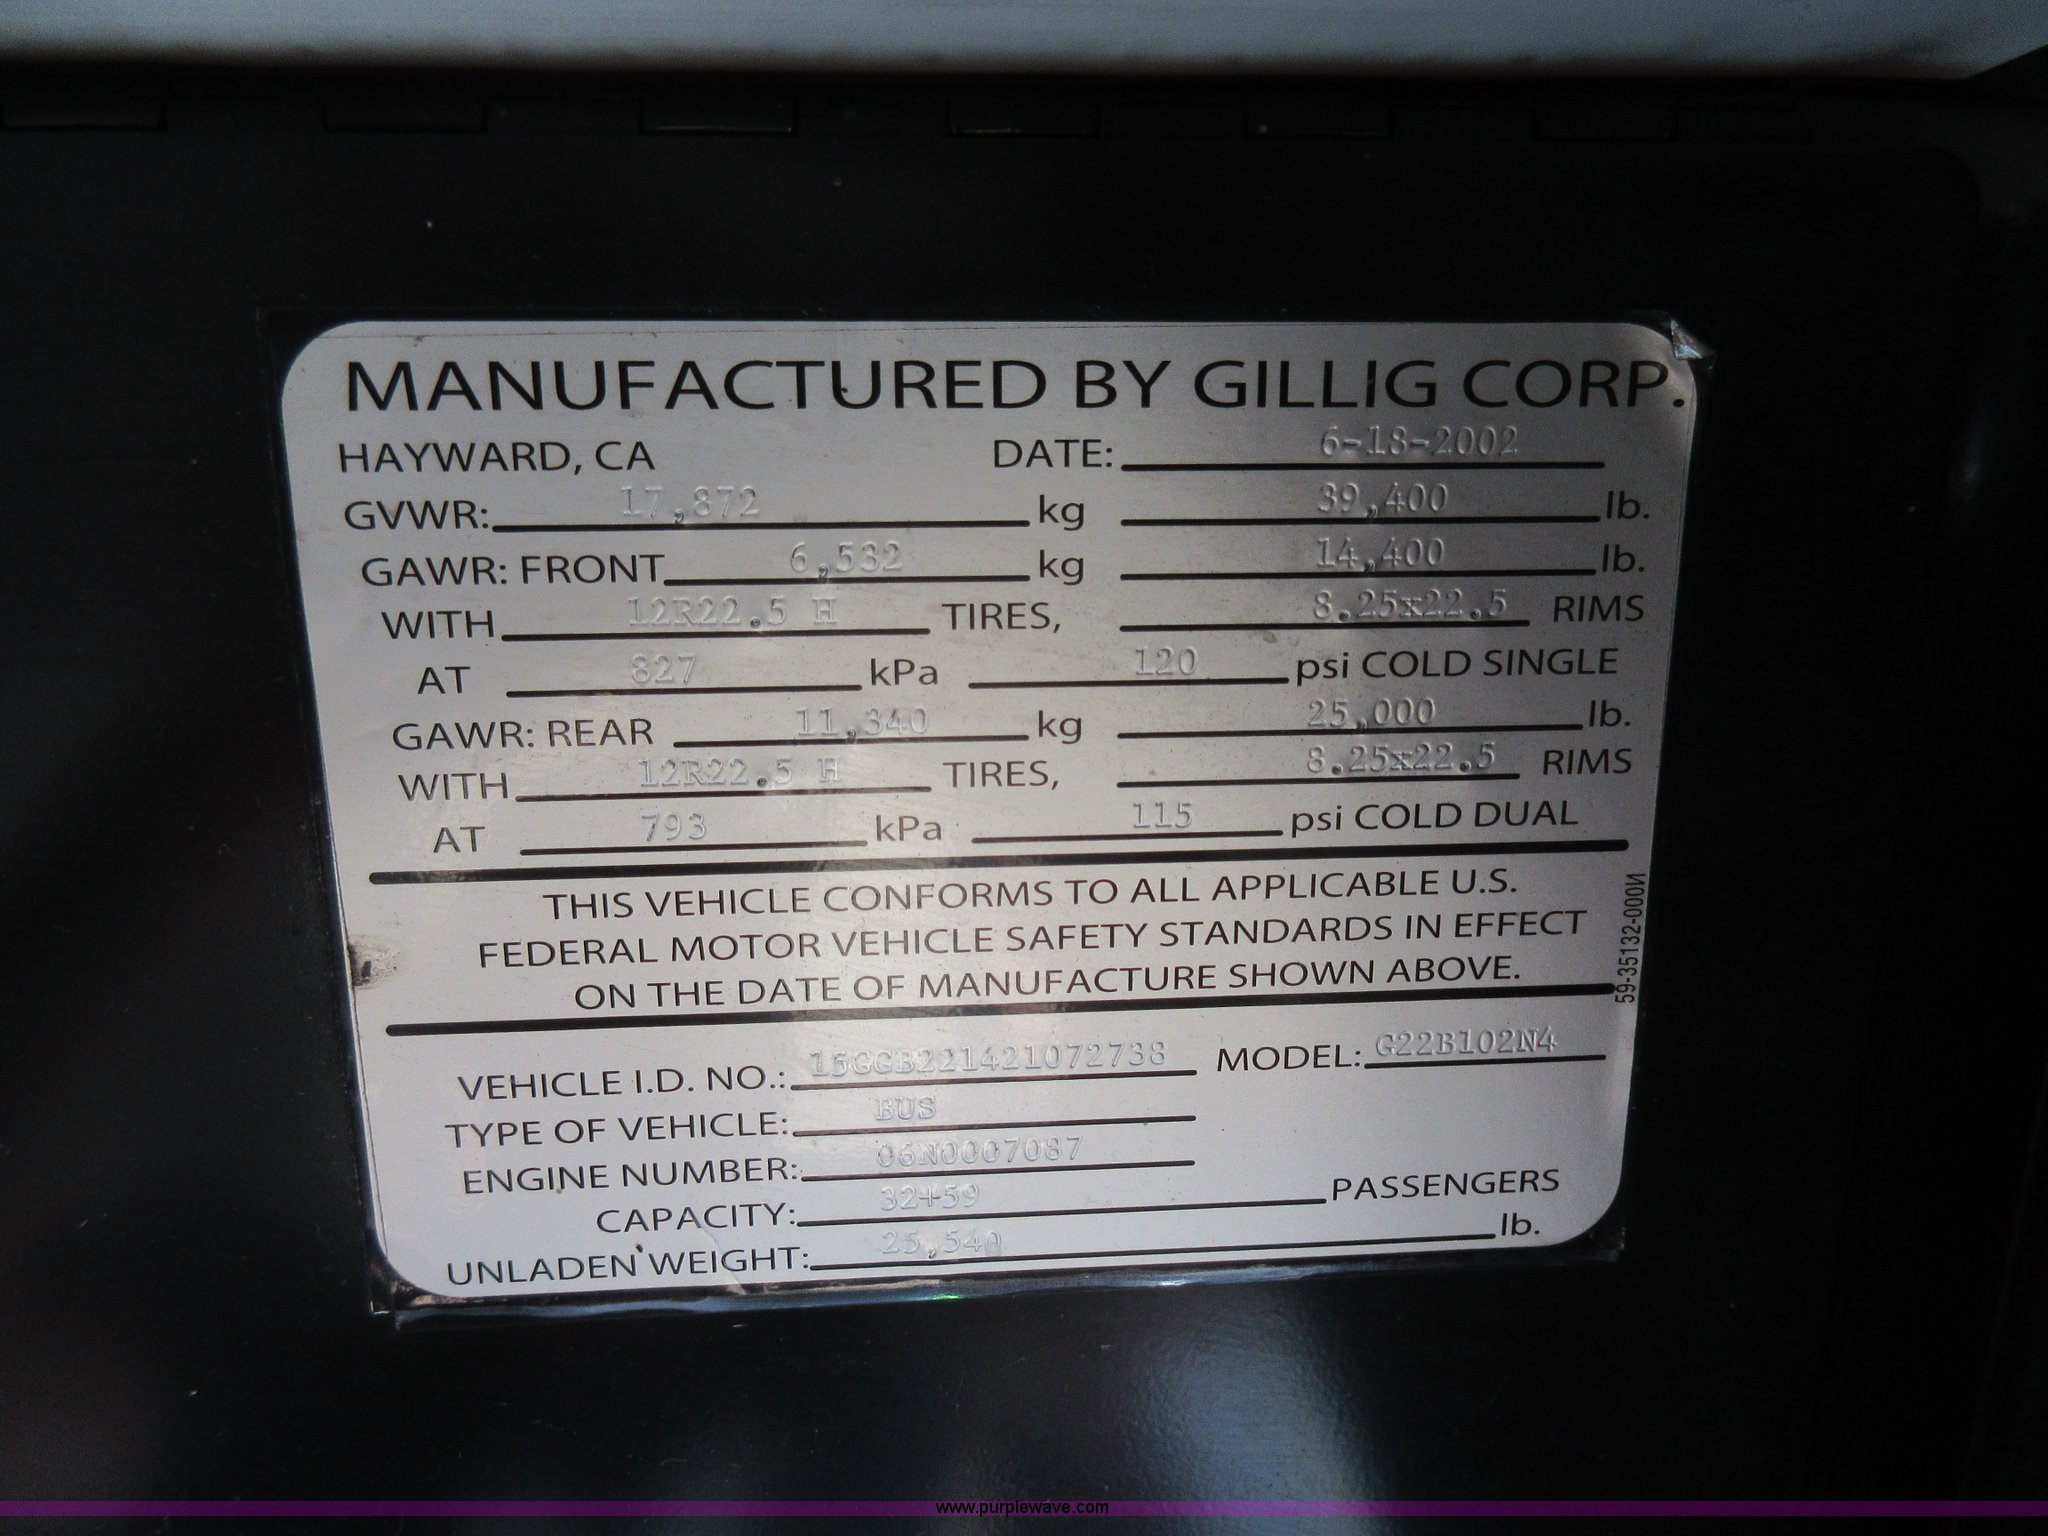 MANUFACTURED BY GILLIG CORP.
HAYWARD, CA DATE: 6-18-2002
GVWR: 17,872 kg 39,400 lb.
GAWR: FRONT 6,532 kg 14,400 lb.
WITH 12R22.5 H TIRES, 8.25x22.5 RIMS
AT 827 kPa 120 psi COLD SINGLE
GAWR: REAR 11,340 kg 25,000 lb.
WITH 12R22.5 H TIRES, 8.25x22.5 RIMS
AT 793 kPa 115 psi COLD DUAL
THIS VEHICLE CONFORMS TO ALL APPLICABLE U.S.
FEDERAL MOTOR VEHICLE SAFETY STANDARDS IN EFFECT
ON THE DATE OF MANUFACTURE SHOWN ABOVE.
59-35132-000N
VEHICLE I.D. NO.: 15GGB221421072738 MODEL: G22B102N4
TYPE OF VEHICLE: BUS
ENGINE NUMBER: 06N0007087
CAPACITY: 32+59 PASSENGERS
UNLADEN WEIGHT: 25,540 lb.
www.purplewave.com